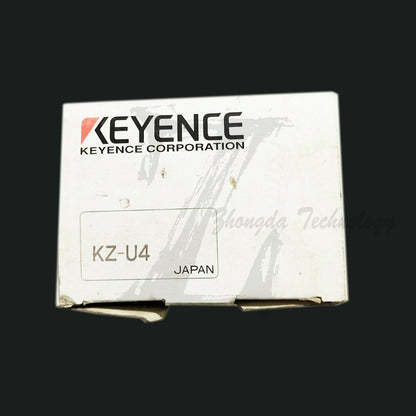 KEYENCE
KEYENCE CORPORATION
Zhongda Technology
KZ-U4
JAPAN